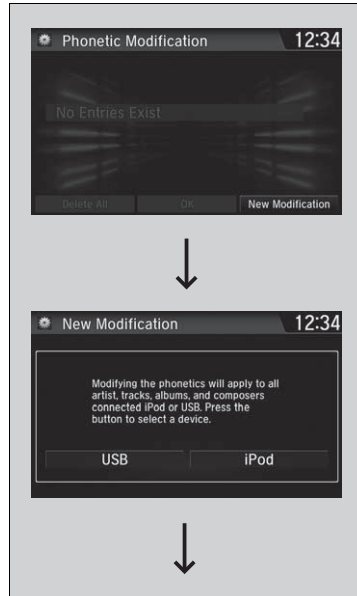 Phonetic Modification 12:34
No Entries Exist
Delete All OK New Modification
New Modification 12:34
Modifying the phonetics will apply to all
artist, tracks, albums, and composers
connected iPod or USB. Press the
button to select a device.
USB iPod